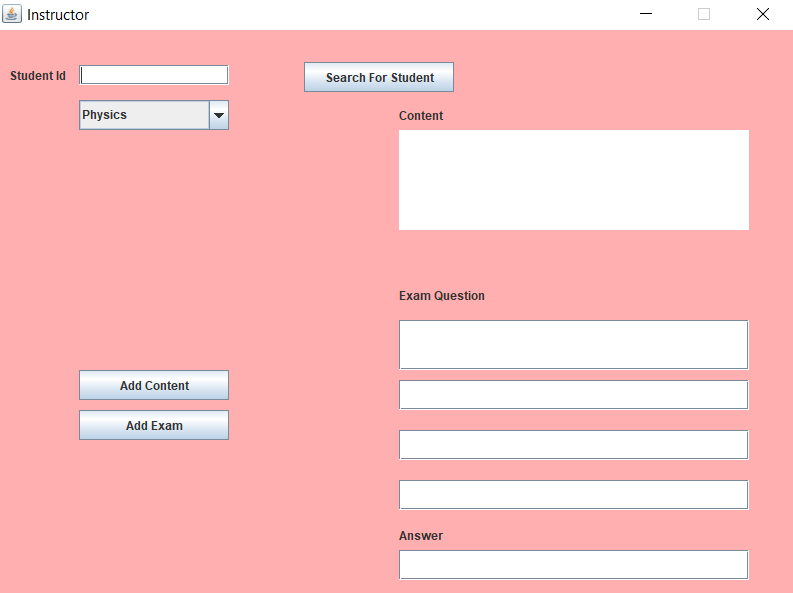 Instructor
Student Id
Search For Student
Physics
Content
Exam Question
Add Content
Add Exam
Answer